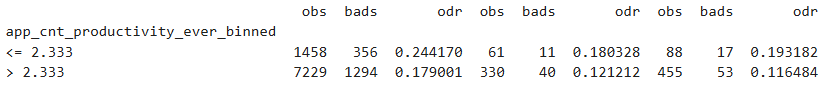 obs bads odr obs bads odr obs bads odr
app_cnt_productivity_ever_binned
<= 2.333 1458 356 0.244170 61 11 0.180328 88 17 0.193182
> 2.333 7229 1294 0.179001 330 40 0.121212 455 53 0.116484